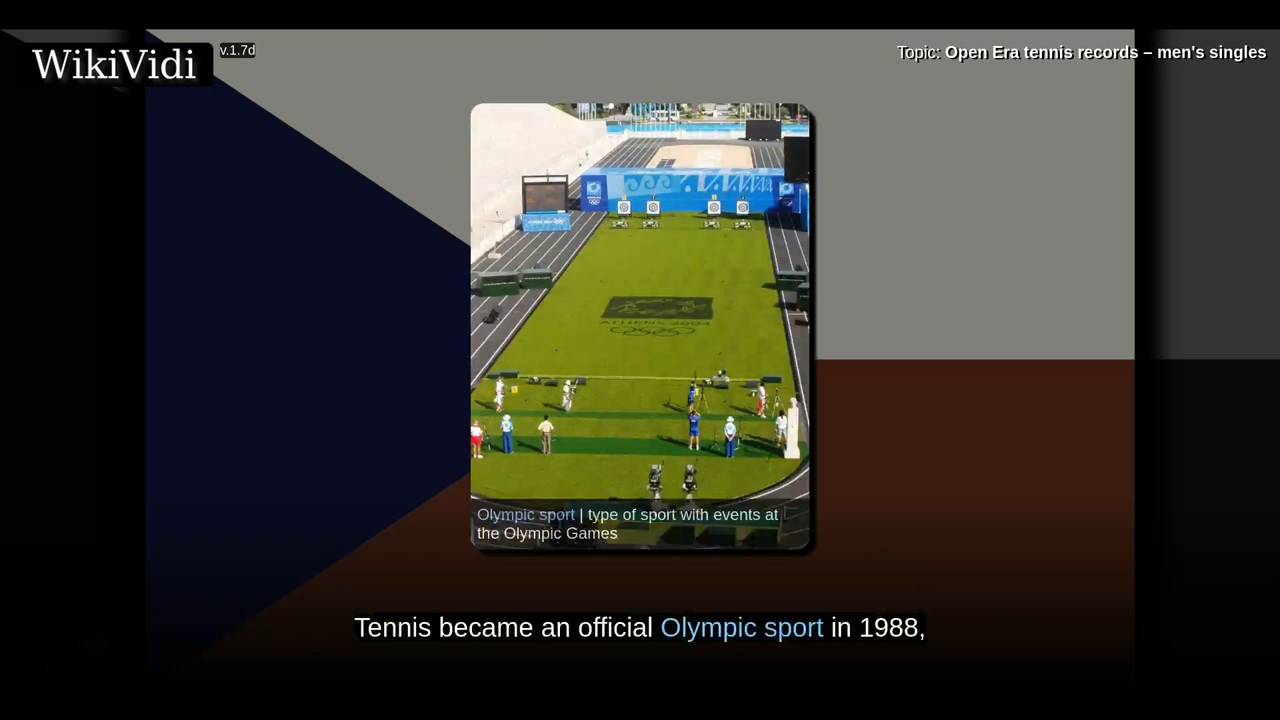 WikiVidi
v.1.7d
Topic: Open Era tennis records – men's singles
ATHENS 2004
Olympic sport | type of sport with events at
the Olympic Games
Tennis became an official Olympic sport in 1988,